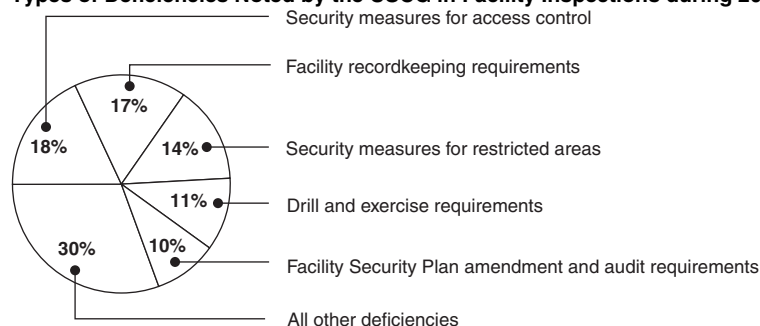 Types of Deficiencies Noted by the USCG in Facility Inspections during
Security measures for access control
Facility recordkeeping requirements
17%
18%
14%
Security measures for restricted areas
11%
Drill and exercise requirements
30%
10%
Facility Security Plan amendment and audit requirements
All other deficiencies